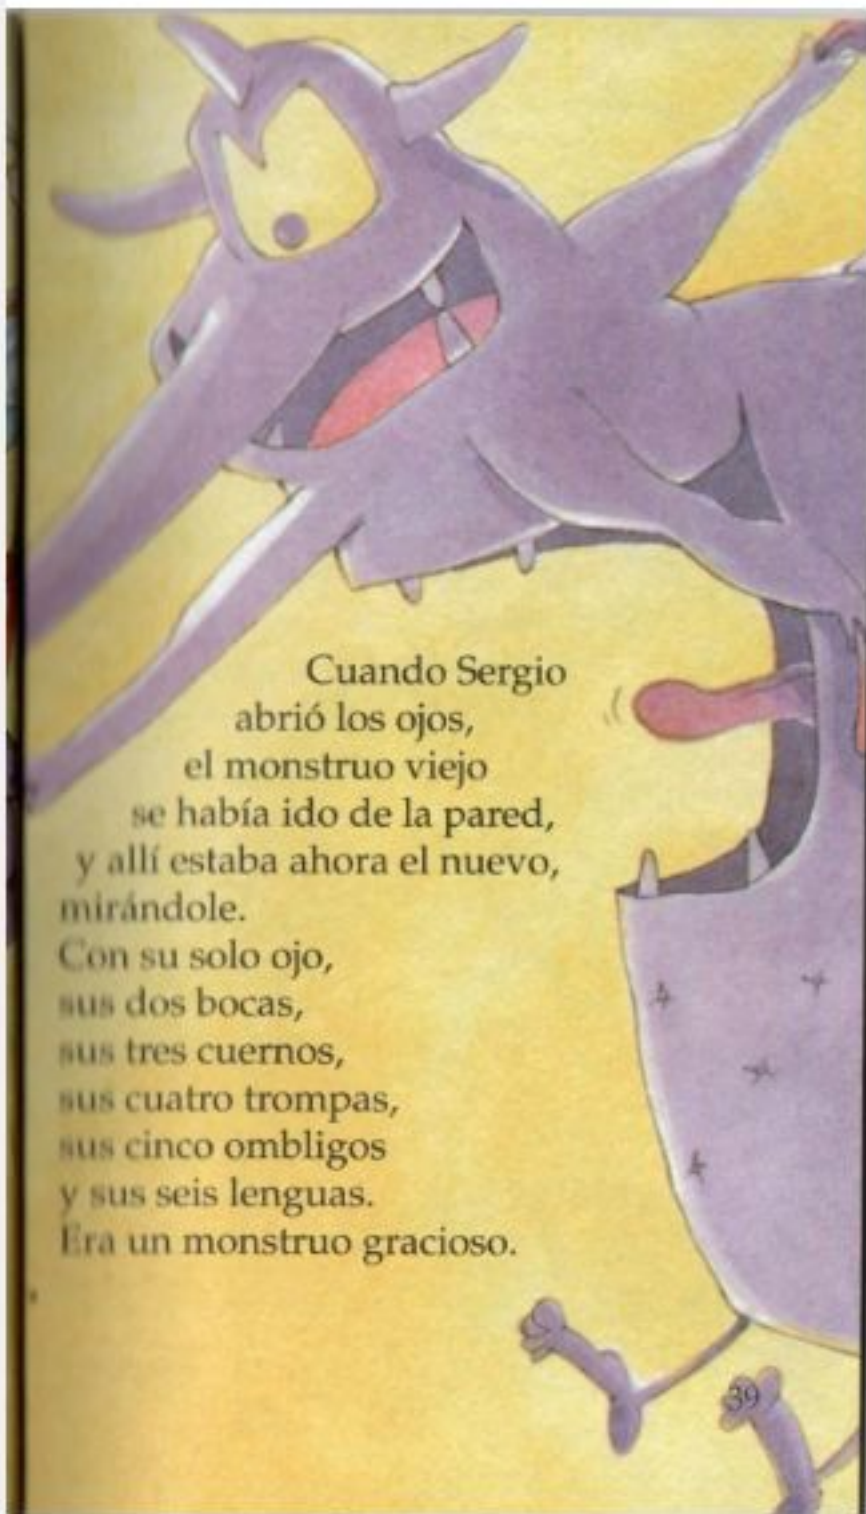 Cuando Sergio
abrió los ojos,
el monstruo viejo
se había ido de la pared,
y allí estaba ahora el nuevo,
mirándole.
Con su solo ojo,
sus dos bocas,
sus tres cuernos,
sus cuatro trompas,
sus cinco ombligos
y sus seis lenguas.
Era un monstruo gracioso.
39